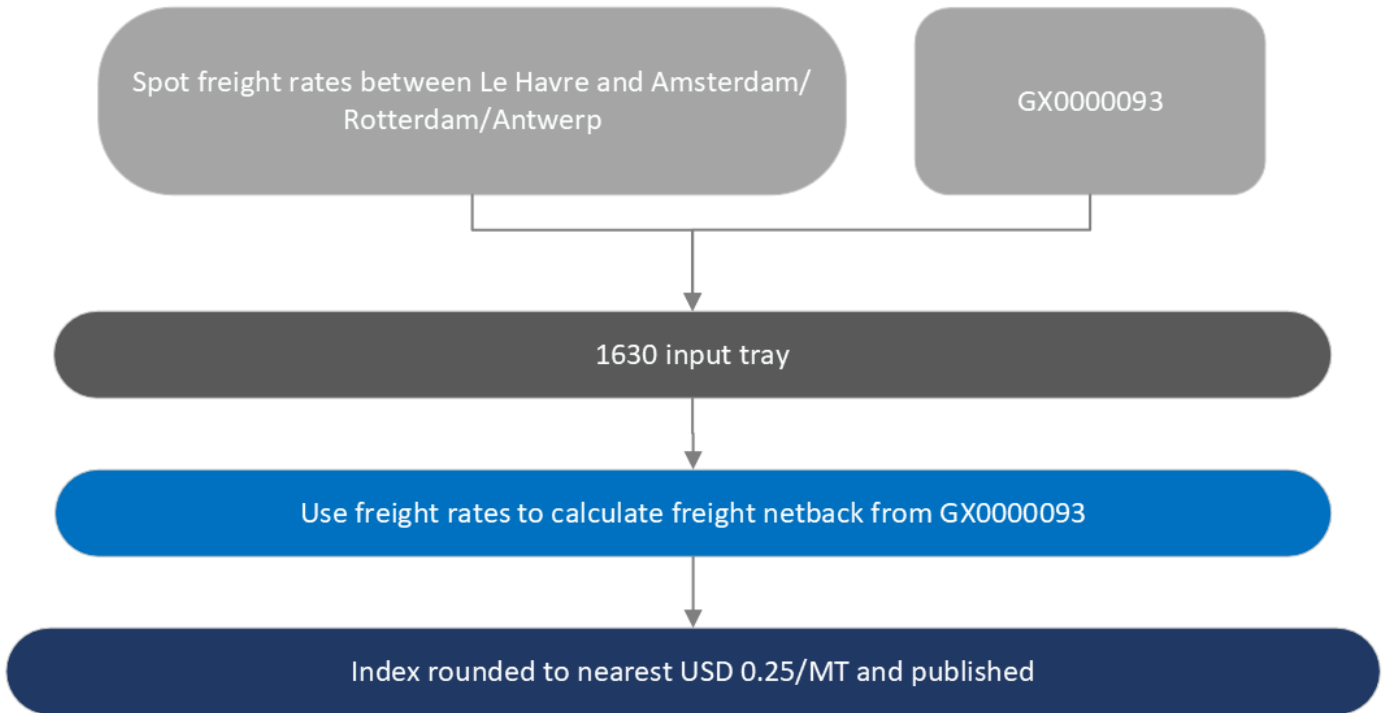 Spot freight rates between Le Havre and Amsterdam/
Rotterdam/Antwerp
GX0000093
1630 input tray
Use freight rates to calculate freight netback from GX0000093
Index rounded to nearest USD 0.25/MT and published